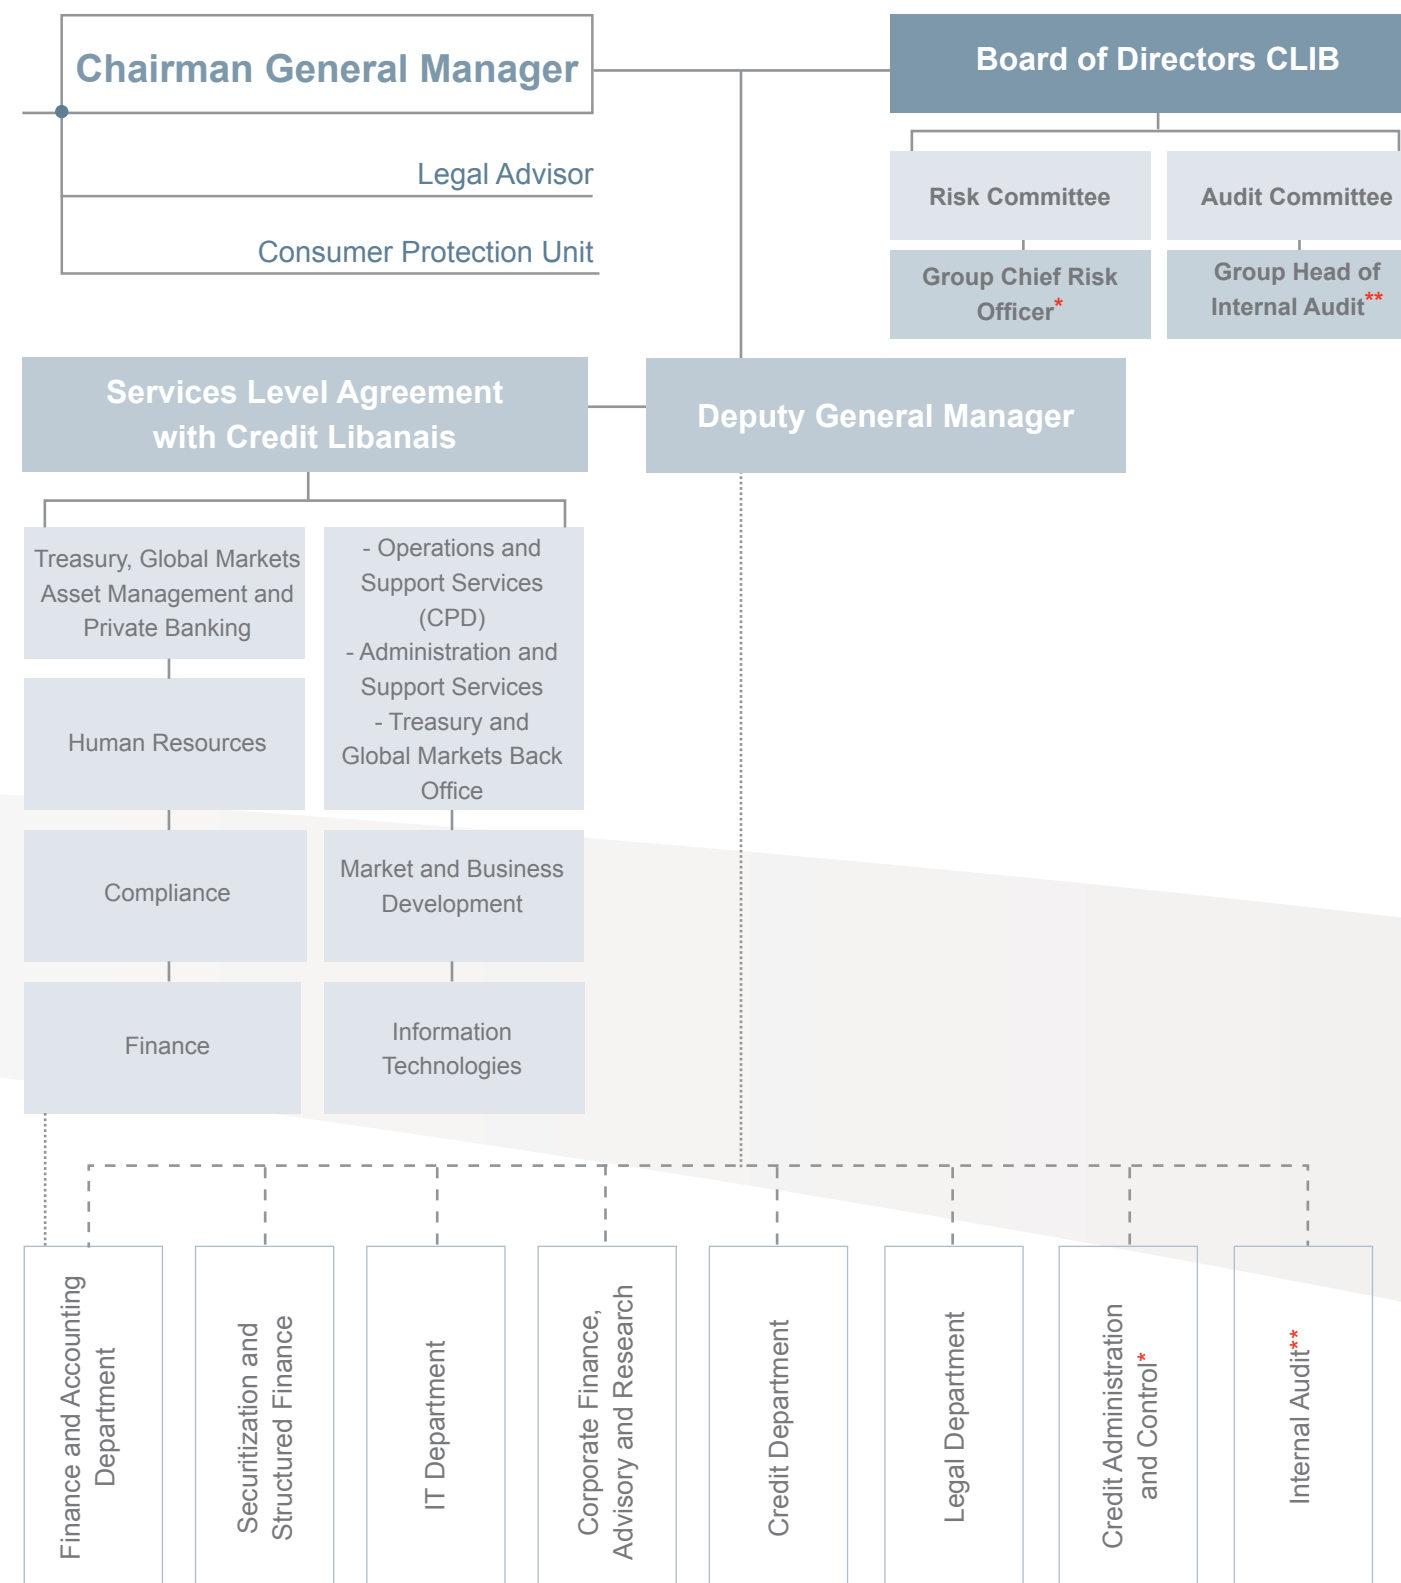 Chairman General Manager
Board of Directors CLIB
Legal Advisor
Consumer Protection Unit
Risk Committee
Audit Committee
Group Chief Risk
Officer*
Group Head of
Internal Audit**
Services Level Agreement
with Credit Libanais
Deputy General Manager
Treasury, Global Markets
Asset Management and
Private Banking
- Operations and
Support Services
(CPD)
- Administration and
Support Services
- Treasury and
Global Markets Back
Office
Human Resources
Compliance
Market and Business
Development
Finance
Information
Technologies
Finance and Accounting
Department
Securitization and
Structured Finance
IT Department
Corporate Finance,
Advisory and Research
Credit Department
Legal Department
Credit Administration
and Control*
Internal Audit**